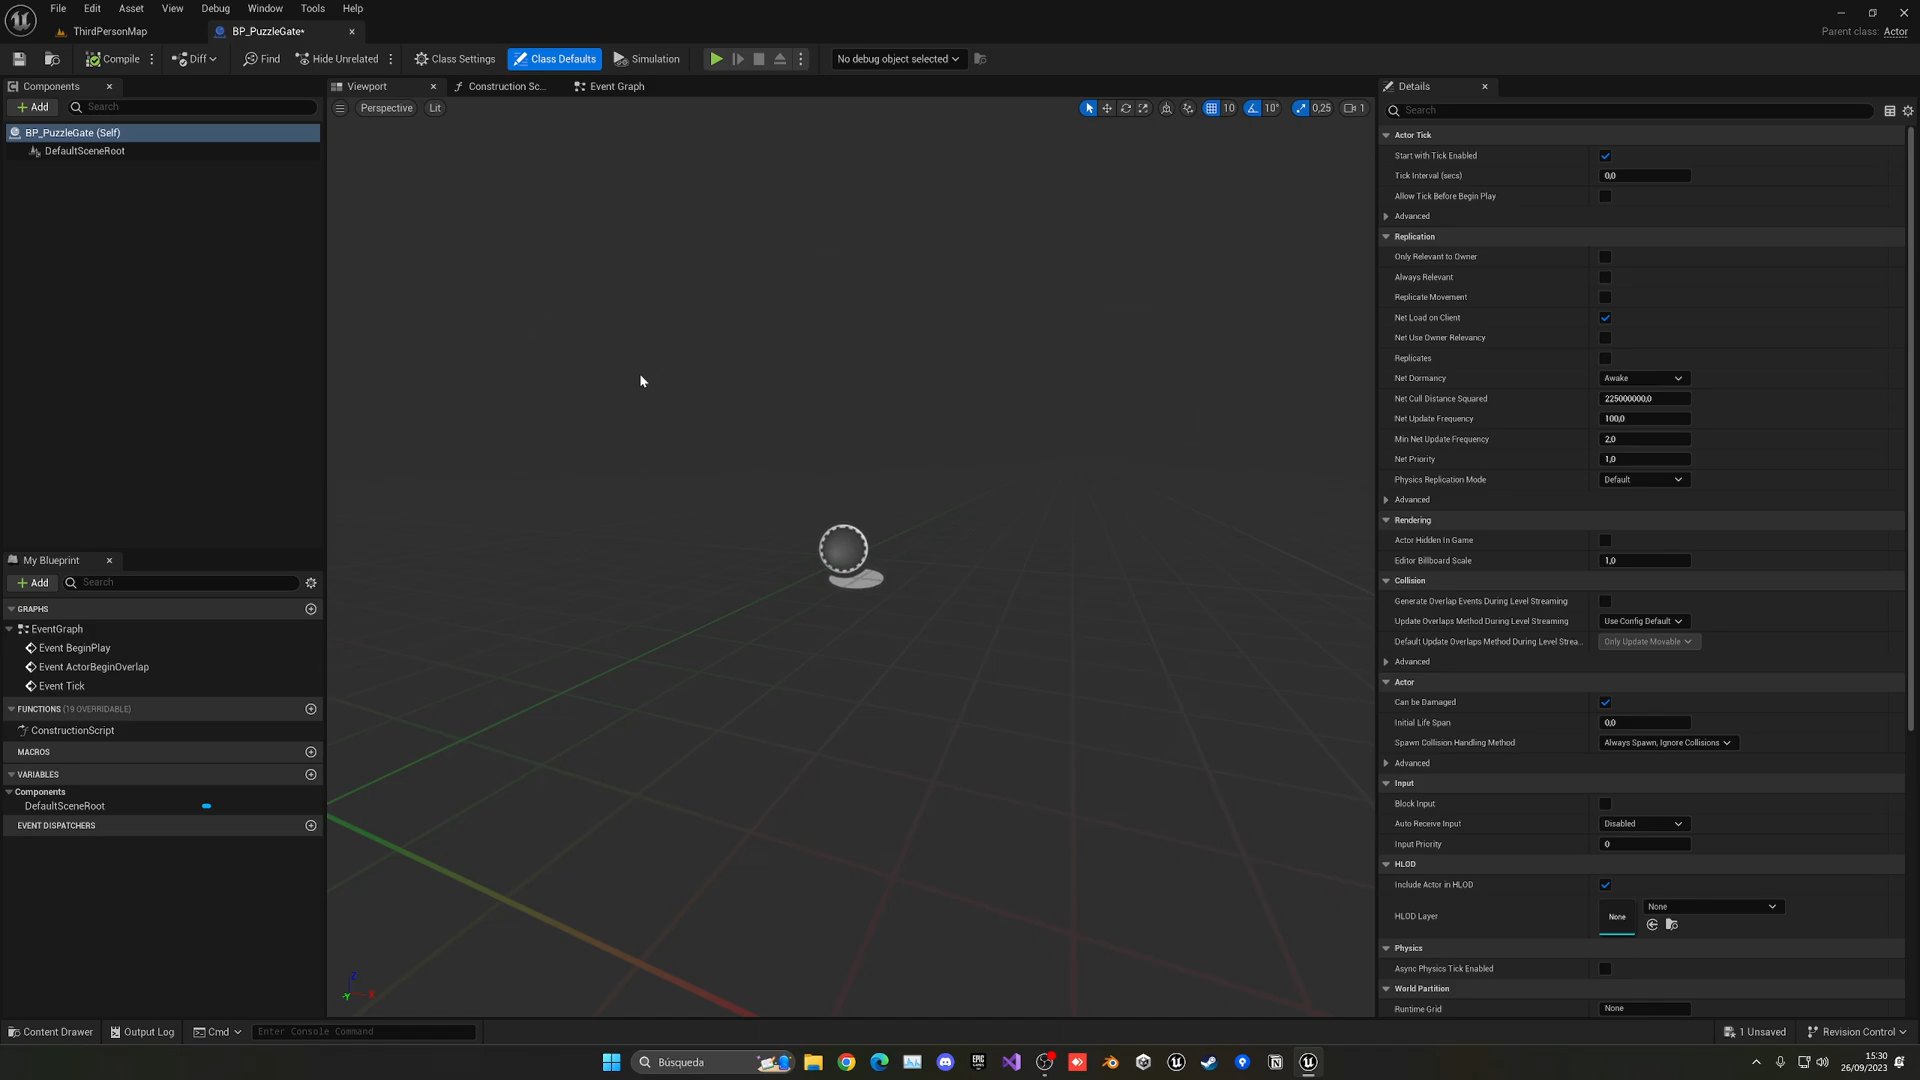 File Edit Asset View Debug Window Tools Help
ThirdPersonMap BP_PuzzleGate* Parent class: Actor
Compile Diff Find Hide Unrelated Class Settings Class Defaults Simulation No debug object selected
Components Viewport Construction Sc... Event Graph Details
Add Search Perspective Lit 10 10° 0,25 1 Search
BP_PuzzleGate (Self)
DefaultSceneRoot
Actor Tick
Start with Tick Enabled
Tick Interval (secs) 0,0
Allow Tick Before Begin Play
Advanced
Replication
Only Relevant to Owner
Always Relevant
Replicate Movement
Net Load on Client
Net Use Owner Relevancy
Replicates
Net Dormancy Awake
Net Cull Distance Squared 225000000,0
Net Update Frequency 100,0
Min Net Update Frequency 2,0
Net Priority 1,0
Physics Replication Mode Default
Advanced
Rendering
Actor Hidden In Game
Editor Billboard Scale 1,0
Collision
Generate Overlap Events During Level Streaming
Update Overlaps Method During Level Streaming Use Config Default
Default Update Overlaps Method During Level Strea... Only Update Movable
Advanced
Actor
Can be Damaged
Initial Life Span 0,0
Spawn Collision Handling Method Always Spawn, Ignore Collisions
Advanced
Input
Block Input
Auto Receive Input Disabled
Input Priority 0
HLOD
Include Actor in HLOD
HLOD Layer None None
Physics
Async Physics Tick Enabled
World Partition
Runtime Grid None
My Blueprint
Add Search
GRAPHS
EventGraph
Event BeginPlay
Event ActorBeginOverlap
Event Tick
FUNCTIONS (19 OVERRIDABLE)
ConstructionScript
MACROS
VARIABLES
Components
DefaultSceneRoot
EVENT DISPATCHERS
Z
-Y X
Content Drawer Output Log Cmd Enter Console Command 1 Unsaved Revision Control
Búsqueda EPIC GAMES 15:30
26/09/2023